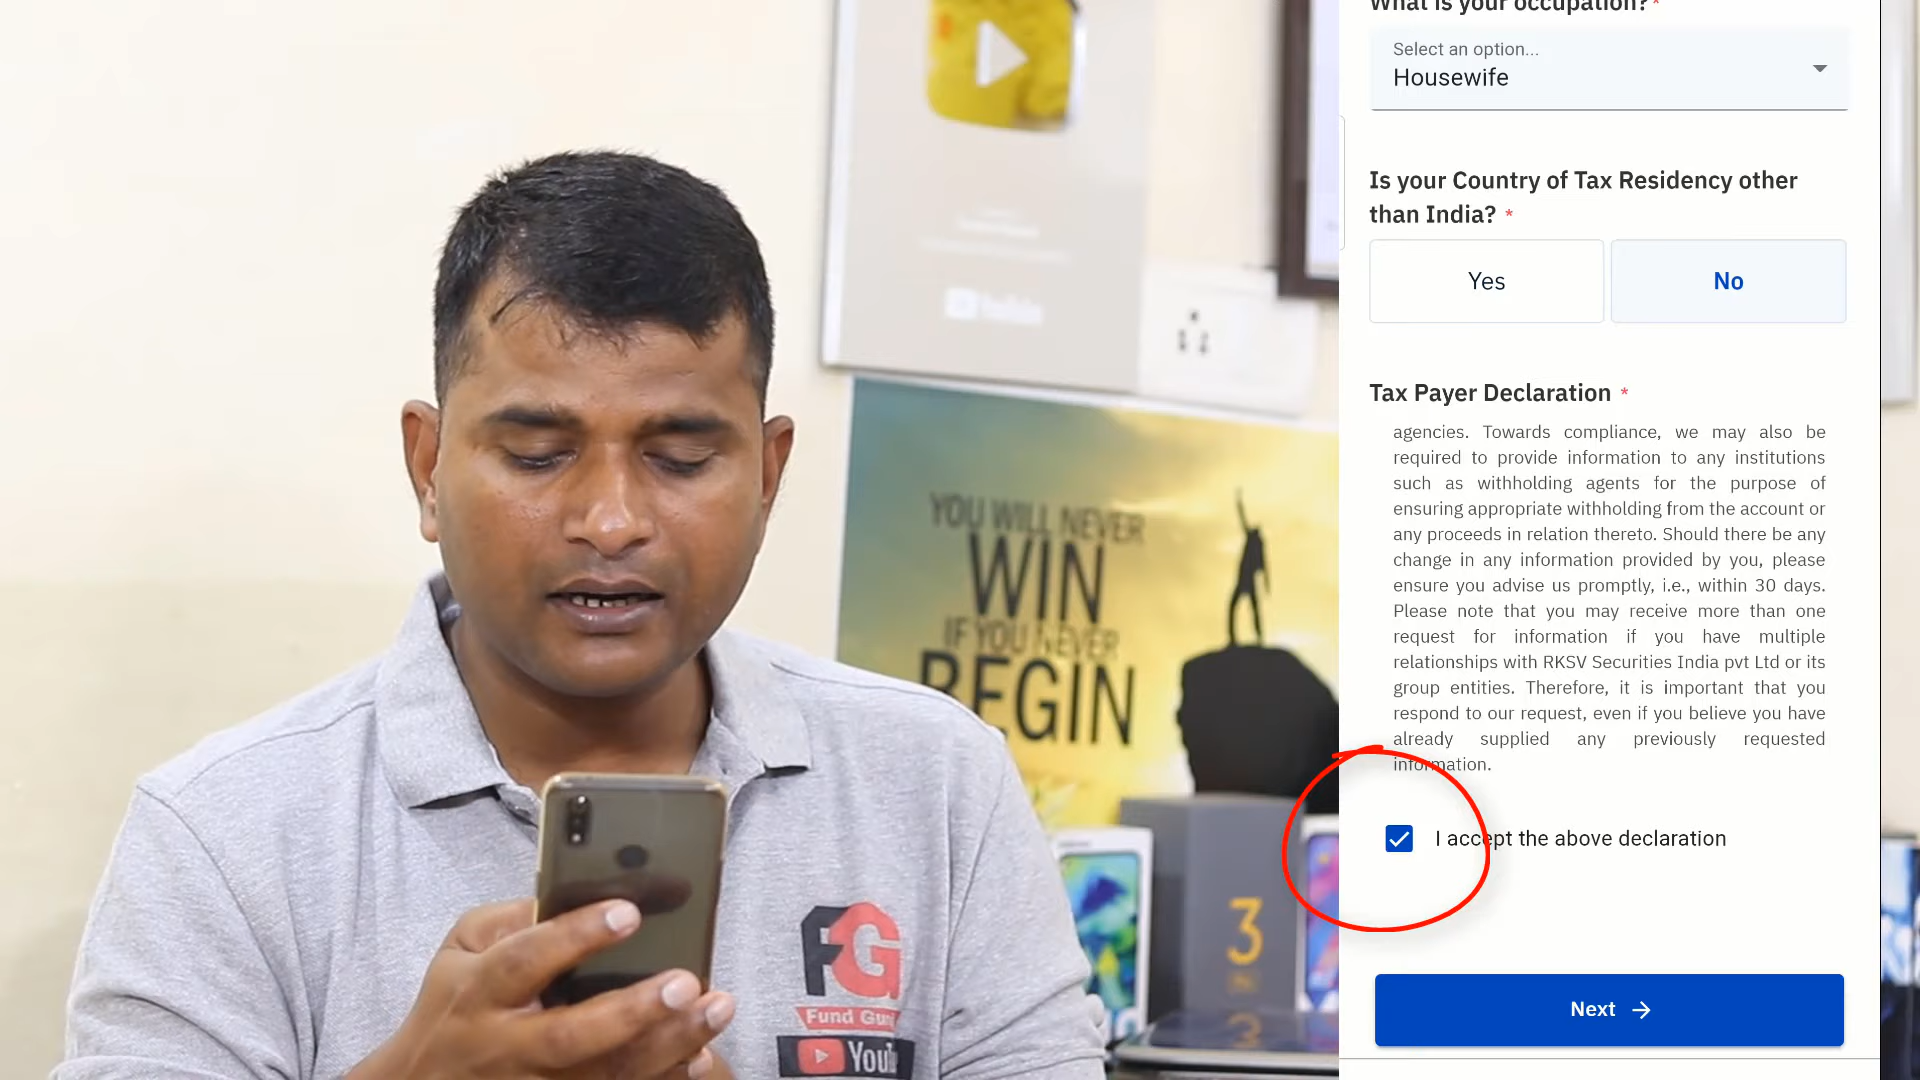 What is your occupation? *
Select an option...
Housewife
Is your Country of Tax Residency other
than India? *
Yes
No
Tax Payer Declaration *
agencies. Towards compliance, we may also be
required to provide information to any institutions
such as withholding agents for the purpose of
ensuring appropriate withholding from the account or
any proceeds in relation thereto. Should there be any
change in any information provided by you, please
ensure you advise us promptly, i.e., within 30 days.
Please note that you may receive more than one
request for information if you have multiple
relationships with RKSV Securities India pvt Ltd or its
group entities. Therefore, it is important that you
respond to our request, even if you believe you have
already supplied any previously requested
information.
I accept the above declaration
Next →
YouTube
YOU WILL NEVER
WIN
IF YOU NEVER
BEGIN
3
FG
Fund Guru
YouTu